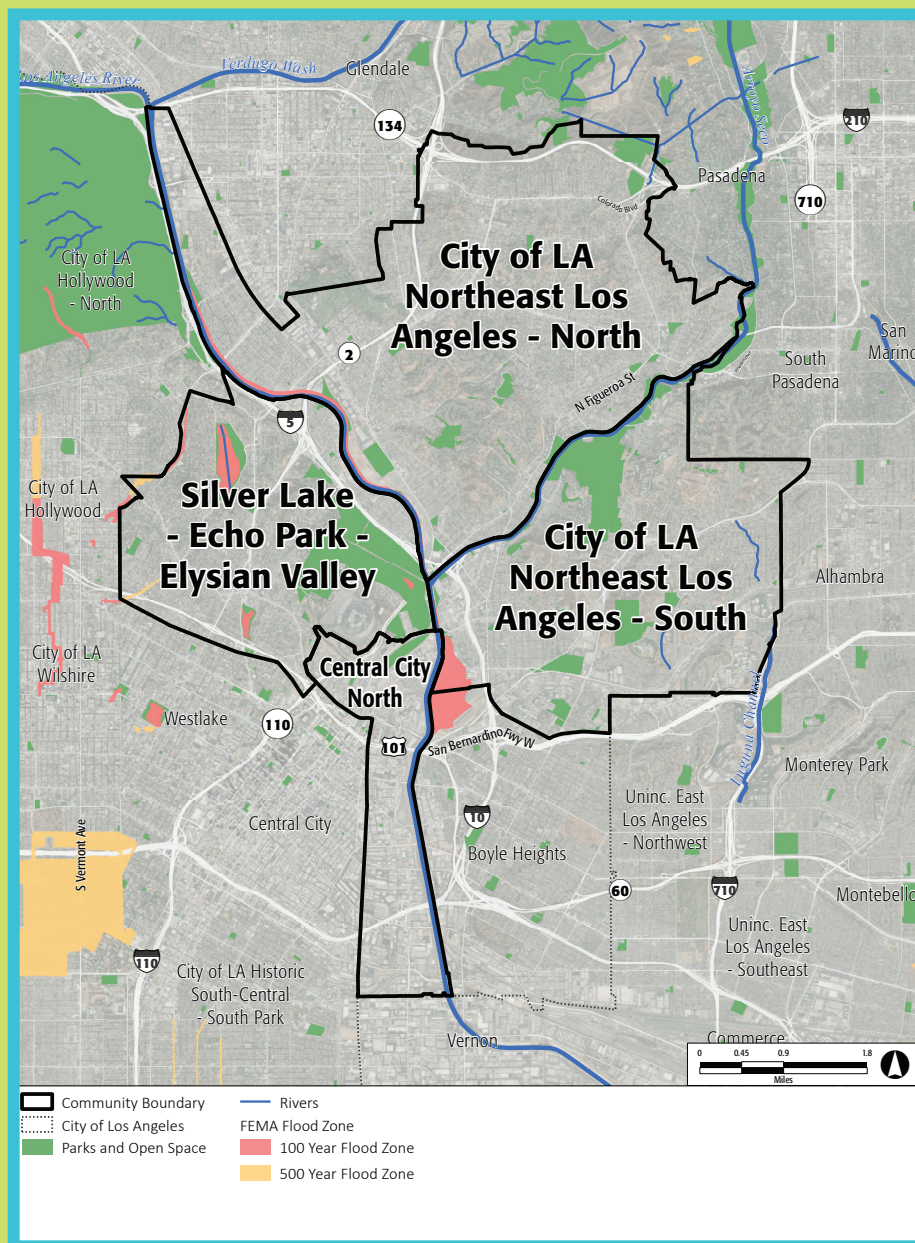 Los Angeles River
Verdugo Wash
Glendale
134
Arroyo Seco
210
Pasadena
710
Colorado Blvd
City of LA
Hollywood
- North
City of LA
Northeast Los
Angeles - North
2
San
Marino
South
Pasadena
N Figueroa St
5
City of LA
Hollywood
Silver Lake
- Echo Park -
Elysian Valley
City of LA
Northeast Los
Angeles - South
Alhambra
City of LA
Wilshire
Central City
North
Westlake
110
101
San Bernardino Fwy W
Laguna Channel
Monterey Park
Uninc. East
Los Angeles
- Northwest
10
Central City
S Vermont Ave
Boyle Heights
60
710
Montebello
Uninc. East
Los Angeles
- Southeast
110
City of LA Historic
South-Central
- South Park
Vernon
Commerce
0 0.45 0.9 1.8
Miles
Community Boundary
City of Los Angeles
Parks and Open Space
Rivers
FEMA Flood Zone
100 Year Flood Zone
500 Year Flood Zone